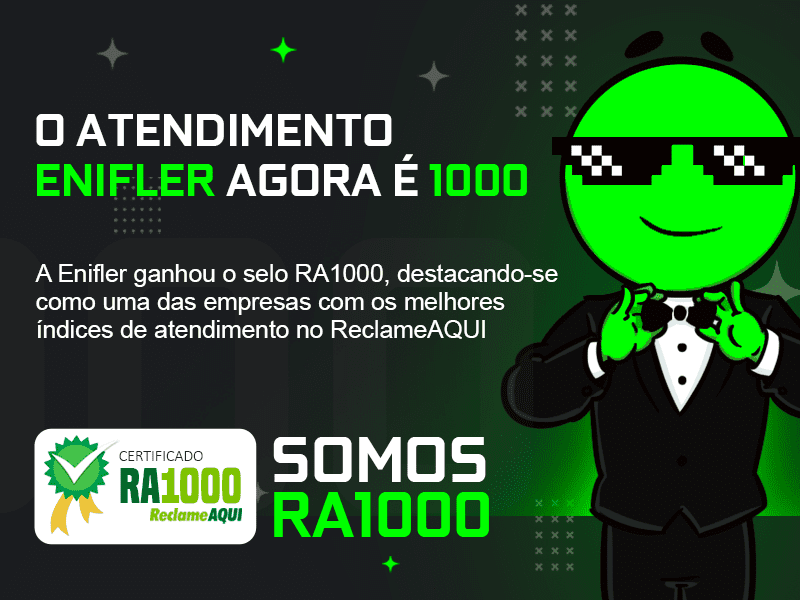 O ATENDIMENTO
ENIFLER AGORA É 1000
A Enifler ganhou o selo RA1000, destacando-se
como uma das empresas com os melhores
índices de atendimento no ReclameAQUI
CERTIFICADO
RA1000
ReclameAQUI
SOMOS
RA1000